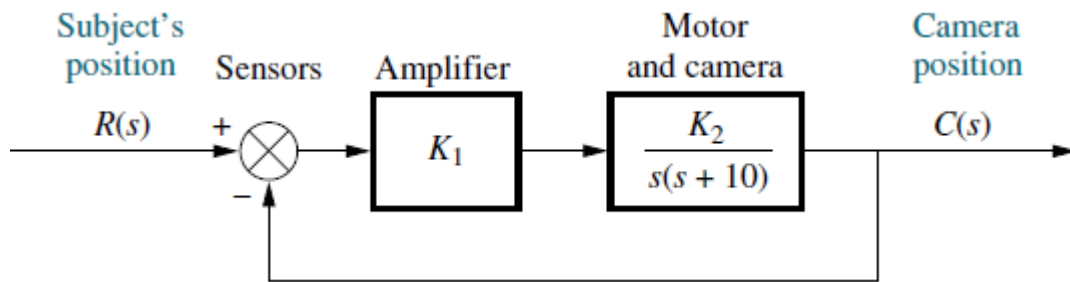 Subject's
position
Sensors
Amplifier
Motor
and camera
Camera
position
R(s)
+
−
K₁
K₂
s(s + 10)
C(s)